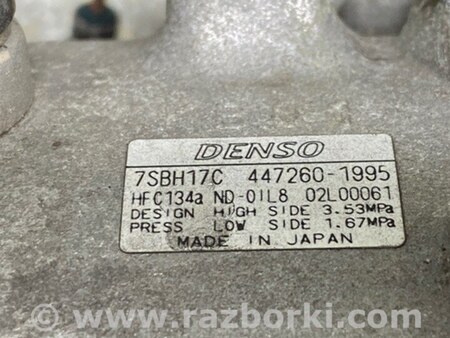 DENSO
7SBH17C 447260-1995
HFC134a ND-OIL8 02L00061
DESIGN HIGH SIDE 3.53MPa
PRESS LOW SIDE 1.67MPa
MADE IN JAPAN
www.razborki.com